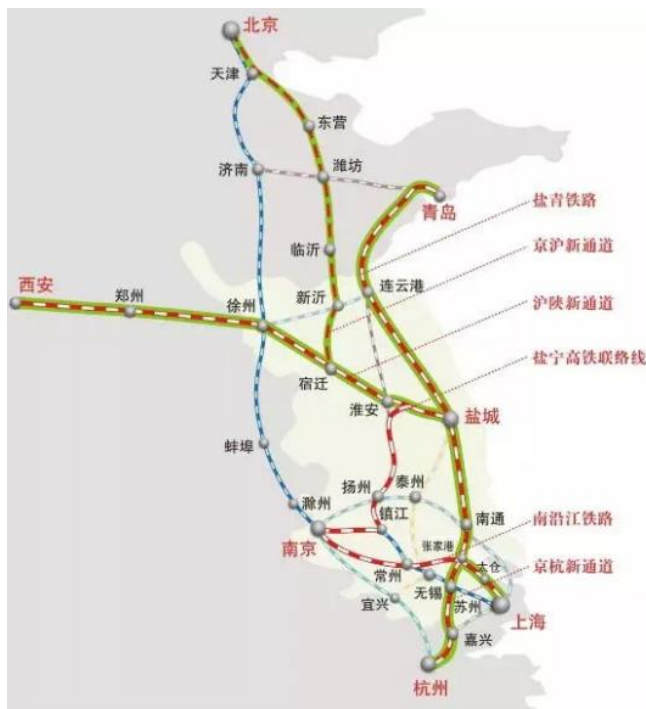 北京
天津
东营
济南
潍坊
青岛
盐青铁路
临沂
京沪新通道
西安
郑州
徐州
新沂
连云港
沪陕新通道
宿迁
盐宁高铁联络线
淮安
盐城
蚌埠
扬州
泰州
滁州
镇江
南通
南京
张家港
南沿江铁路
常州
太仓
无锡
京杭新通道
宜兴
苏州
上海
嘉兴
杭州